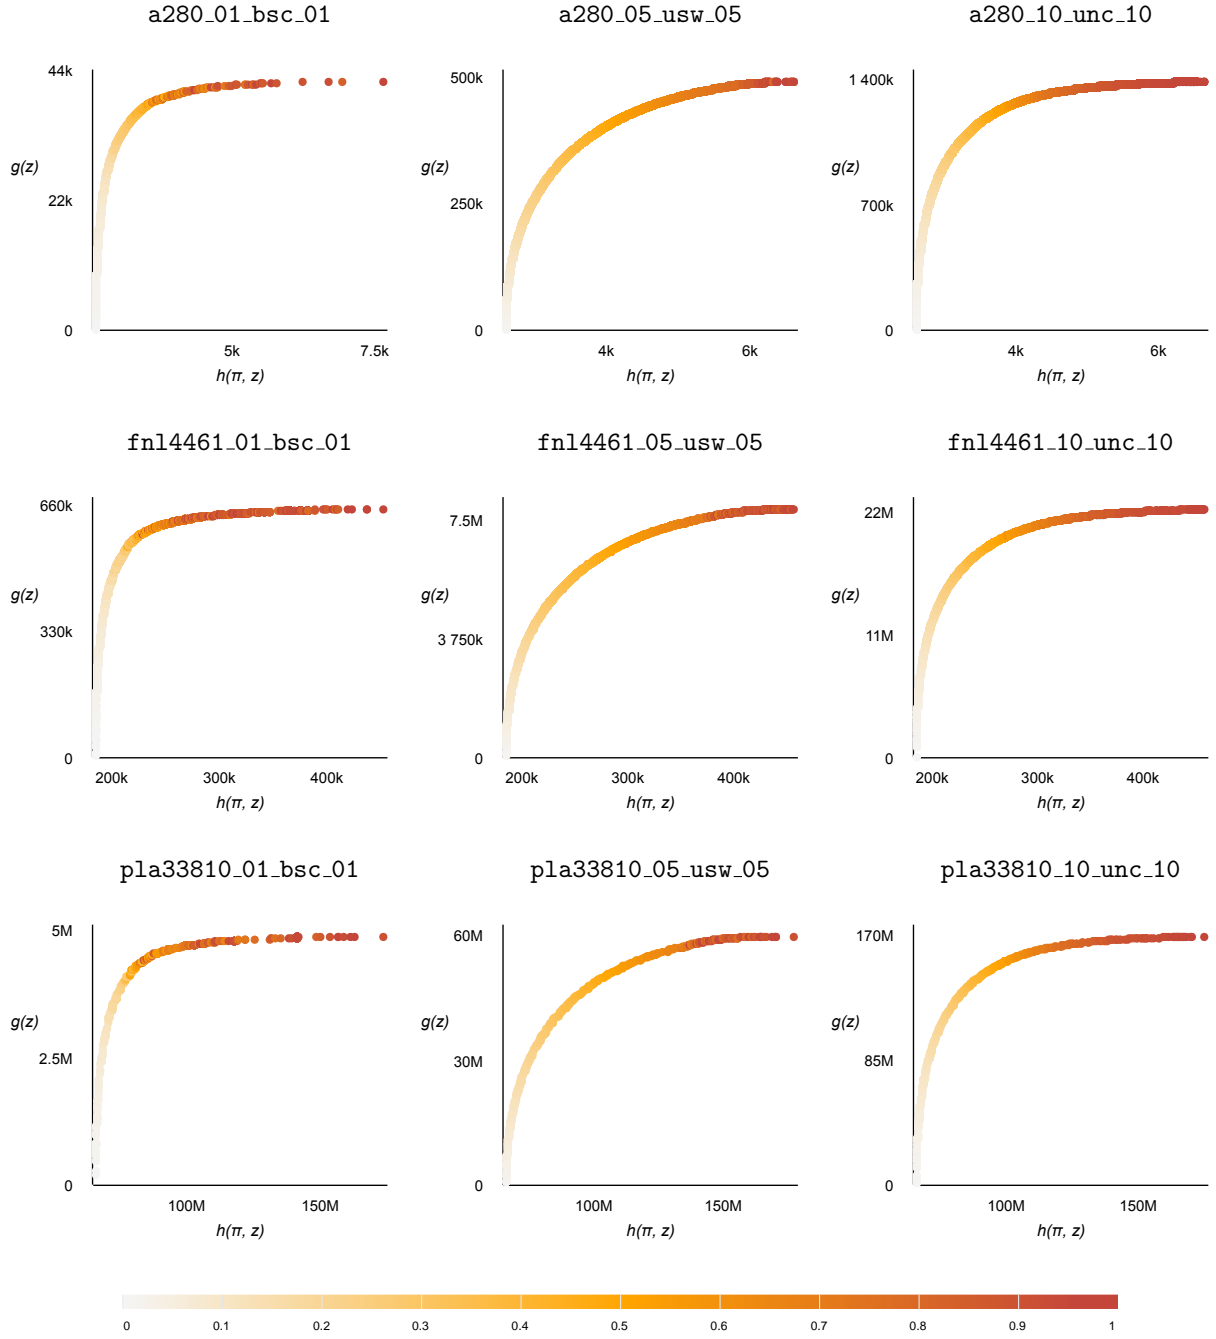 a280_01_bsc_01 a280_05_usw_05 a280_10_unc_10
44k 500k 1 400k
g(z) g(z) g(z)
22k 250k 700k
0 0 0
5k 7.5k 4k 6k 4k 6k
h(π, z) h(π, z) h(π, z)
fnl4461_01_bsc_01 fnl4461_05_usw_05 fnl4461_10_unc_10
660k 7.5M 22M
g(z) g(z) g(z)
330k 3 750k 11M
0 0 0
200k 300k 400k 200k 300k 400k 200k 300k 400k
h(π, z) h(π, z) h(π, z)
pla33810_01_bsc_01 pla33810_05_usw_05 pla33810_10_unc_10
5M 60M 170M
g(z) g(z) g(z)
2.5M 30M 85M
0 0 0
100M 150M 100M 150M 100M 150M
h(π, z) h(π, z) h(π, z)
0 0.1 0.2 0.3 0.4 0.5 0.6 0.7 0.8 0.9 1